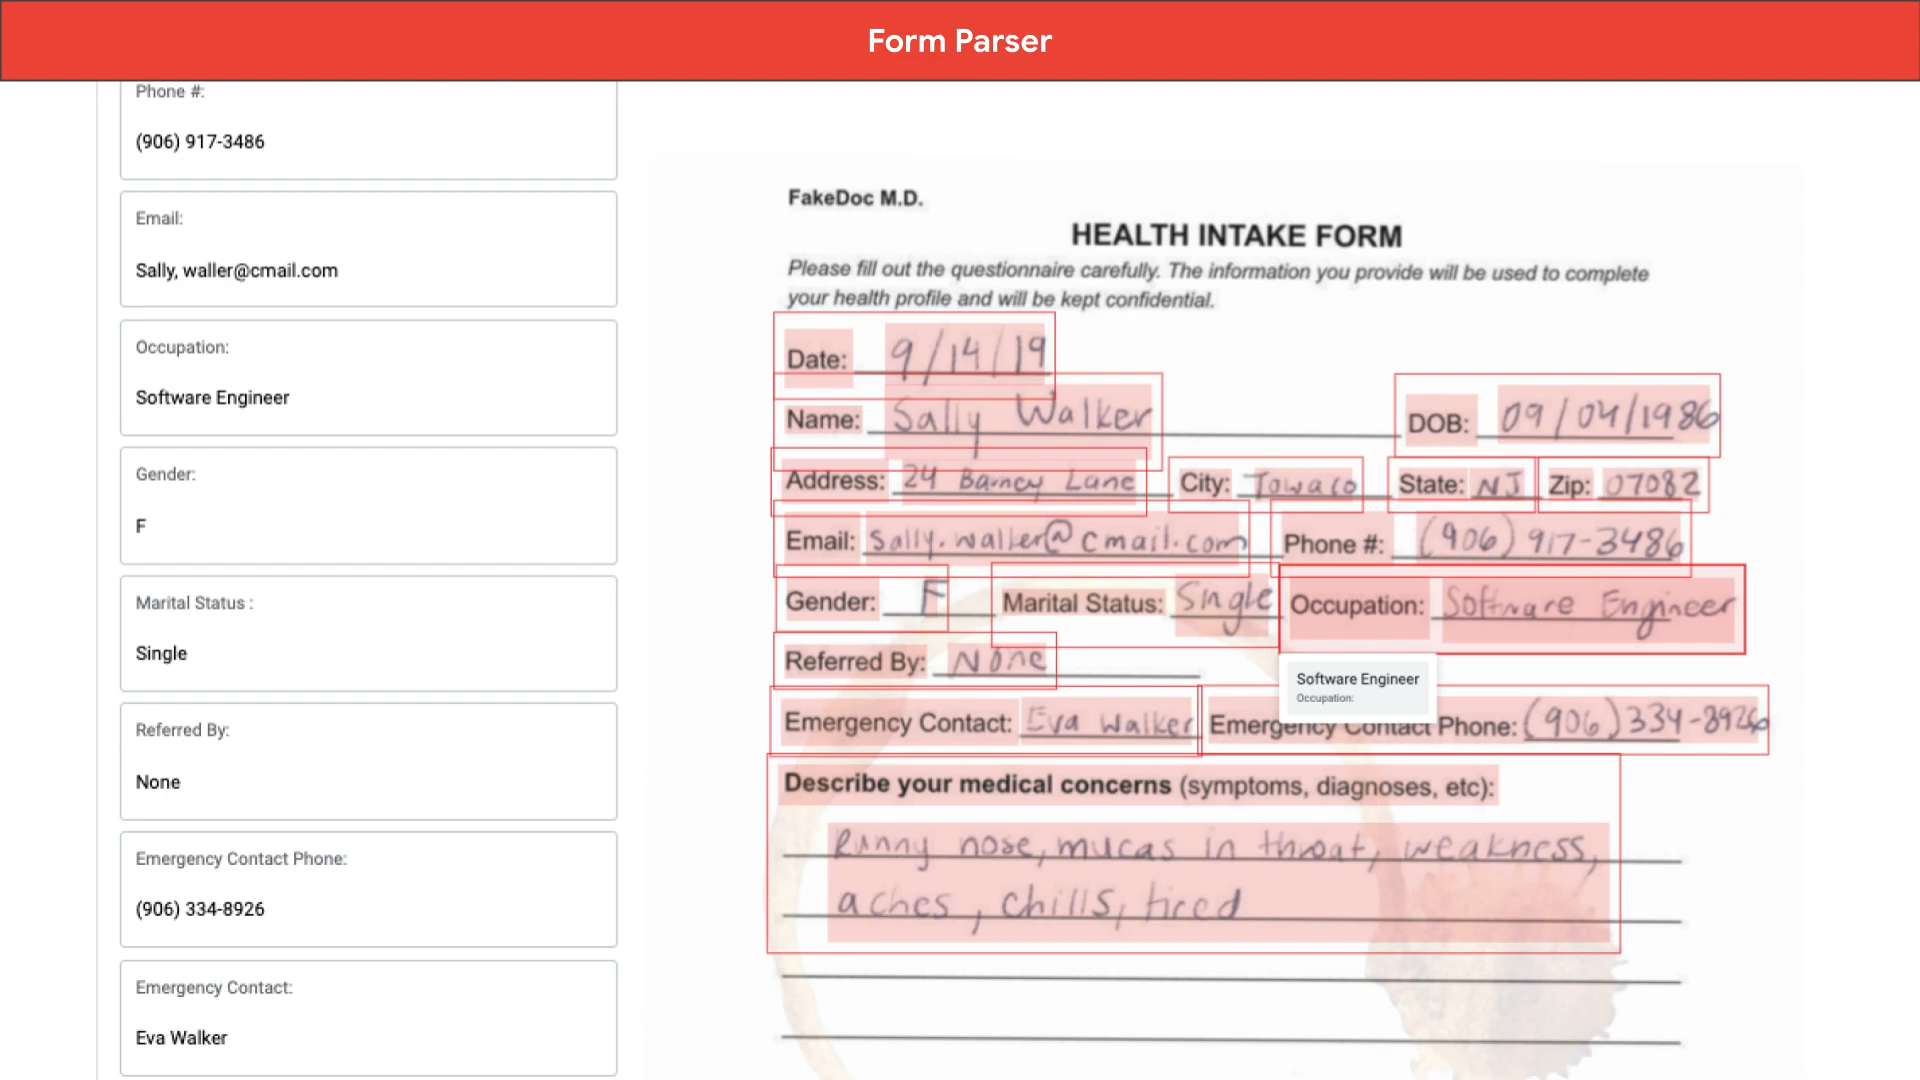 Form Parser
Phone #:
(906) 917-3486
Email:
Sally, waller@cmail.com
Occupation:
Software Engineer
Gender:
F
Marital Status :
Single
Referred By:
None
Emergency Contact Phone:
(906) 334-8926
Emergency Contact:
Eva Walker
FakeDoc M.D.
HEALTH INTAKE FORM
Please fill out the questionnaire carefully. The information you provide will be used to complete
your health profile and will be kept confidential.
Date: 9/14/19
Name: Sally Walker DOB: 09/04/1986
Address: 24 Barney Lane City: Towaco State: NJ Zip: 07082
Email: Sally.waller@cmail.com Phone #: (906) 917-3486
Gender: F Marital Status: Single Occupation: Software Engineer
Referred By: None
Software Engineer
Occupation:
Emergency Contact: Eva Walker Emergency Contact Phone: (906)334-8926
Describe your medical concerns (symptoms, diagnoses, etc):
Runny nose, mucas in throat, weakness,
aches, chills, tired